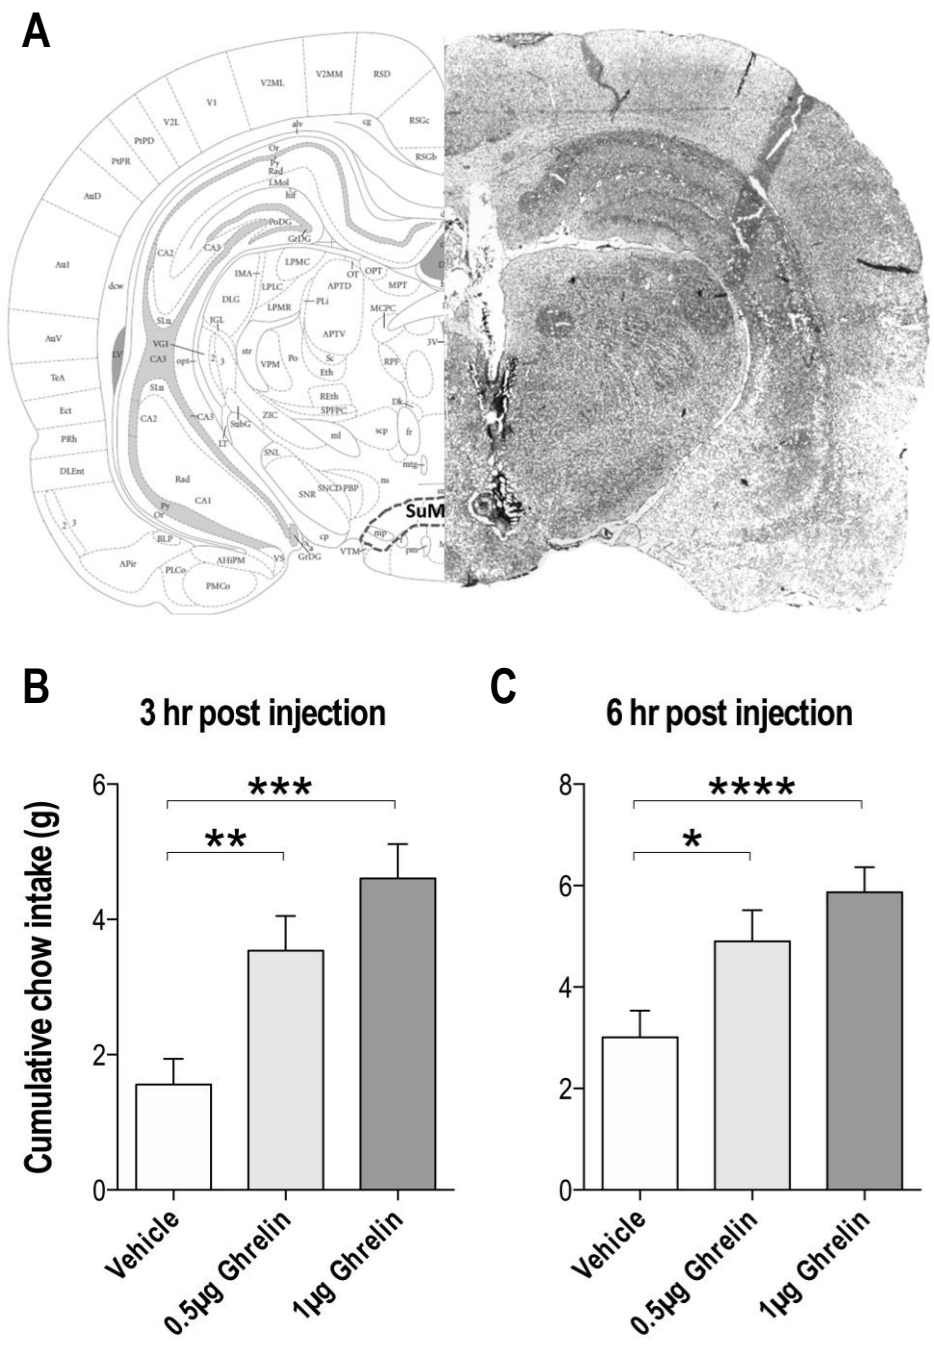 A
V2ML
V2MM
RSD
V1
V2L
RSGc
PtPD
PtPR
RSGb
AuD
Au1
AuV
TeA
Ect
PRh
DLEnt
alv
cg
Or
Py
Rad
LMol
hif
PoDG
GrDG
CA2
CA3
dcw
IMA
LPMC
LPLC
DLG
LPMR
PLi
OT
OPT
APTD
MPT
MCPC
SLu
IGL
APTV
3V
VG1
CA3
LV
opt
2
3
str
VPM
Po
Sc
Eth
RPF
SLu
REth
SPFPC
Dk
CA2
CA3
SubG
ZIC
LT
ml
scp
fr
SNL
mtg
Rad
CA1
SNR
SNCD
PBP
ns
SuM
Py
Or
2
3
BLP
cp
mp
VTM
pm
GrDG
VS
APir
PLCo
AHiPM
PMCo
B
3 hr post injection
Cumulative chow intake (g)
6
4
2
0
***
**
Vehicle
0.5µg Ghrelin
1µg Ghrelin
C
6 hr post injection
8
6
4
2
0
****
*
Vehicle
0.5µg Ghrelin
1µg Ghrelin